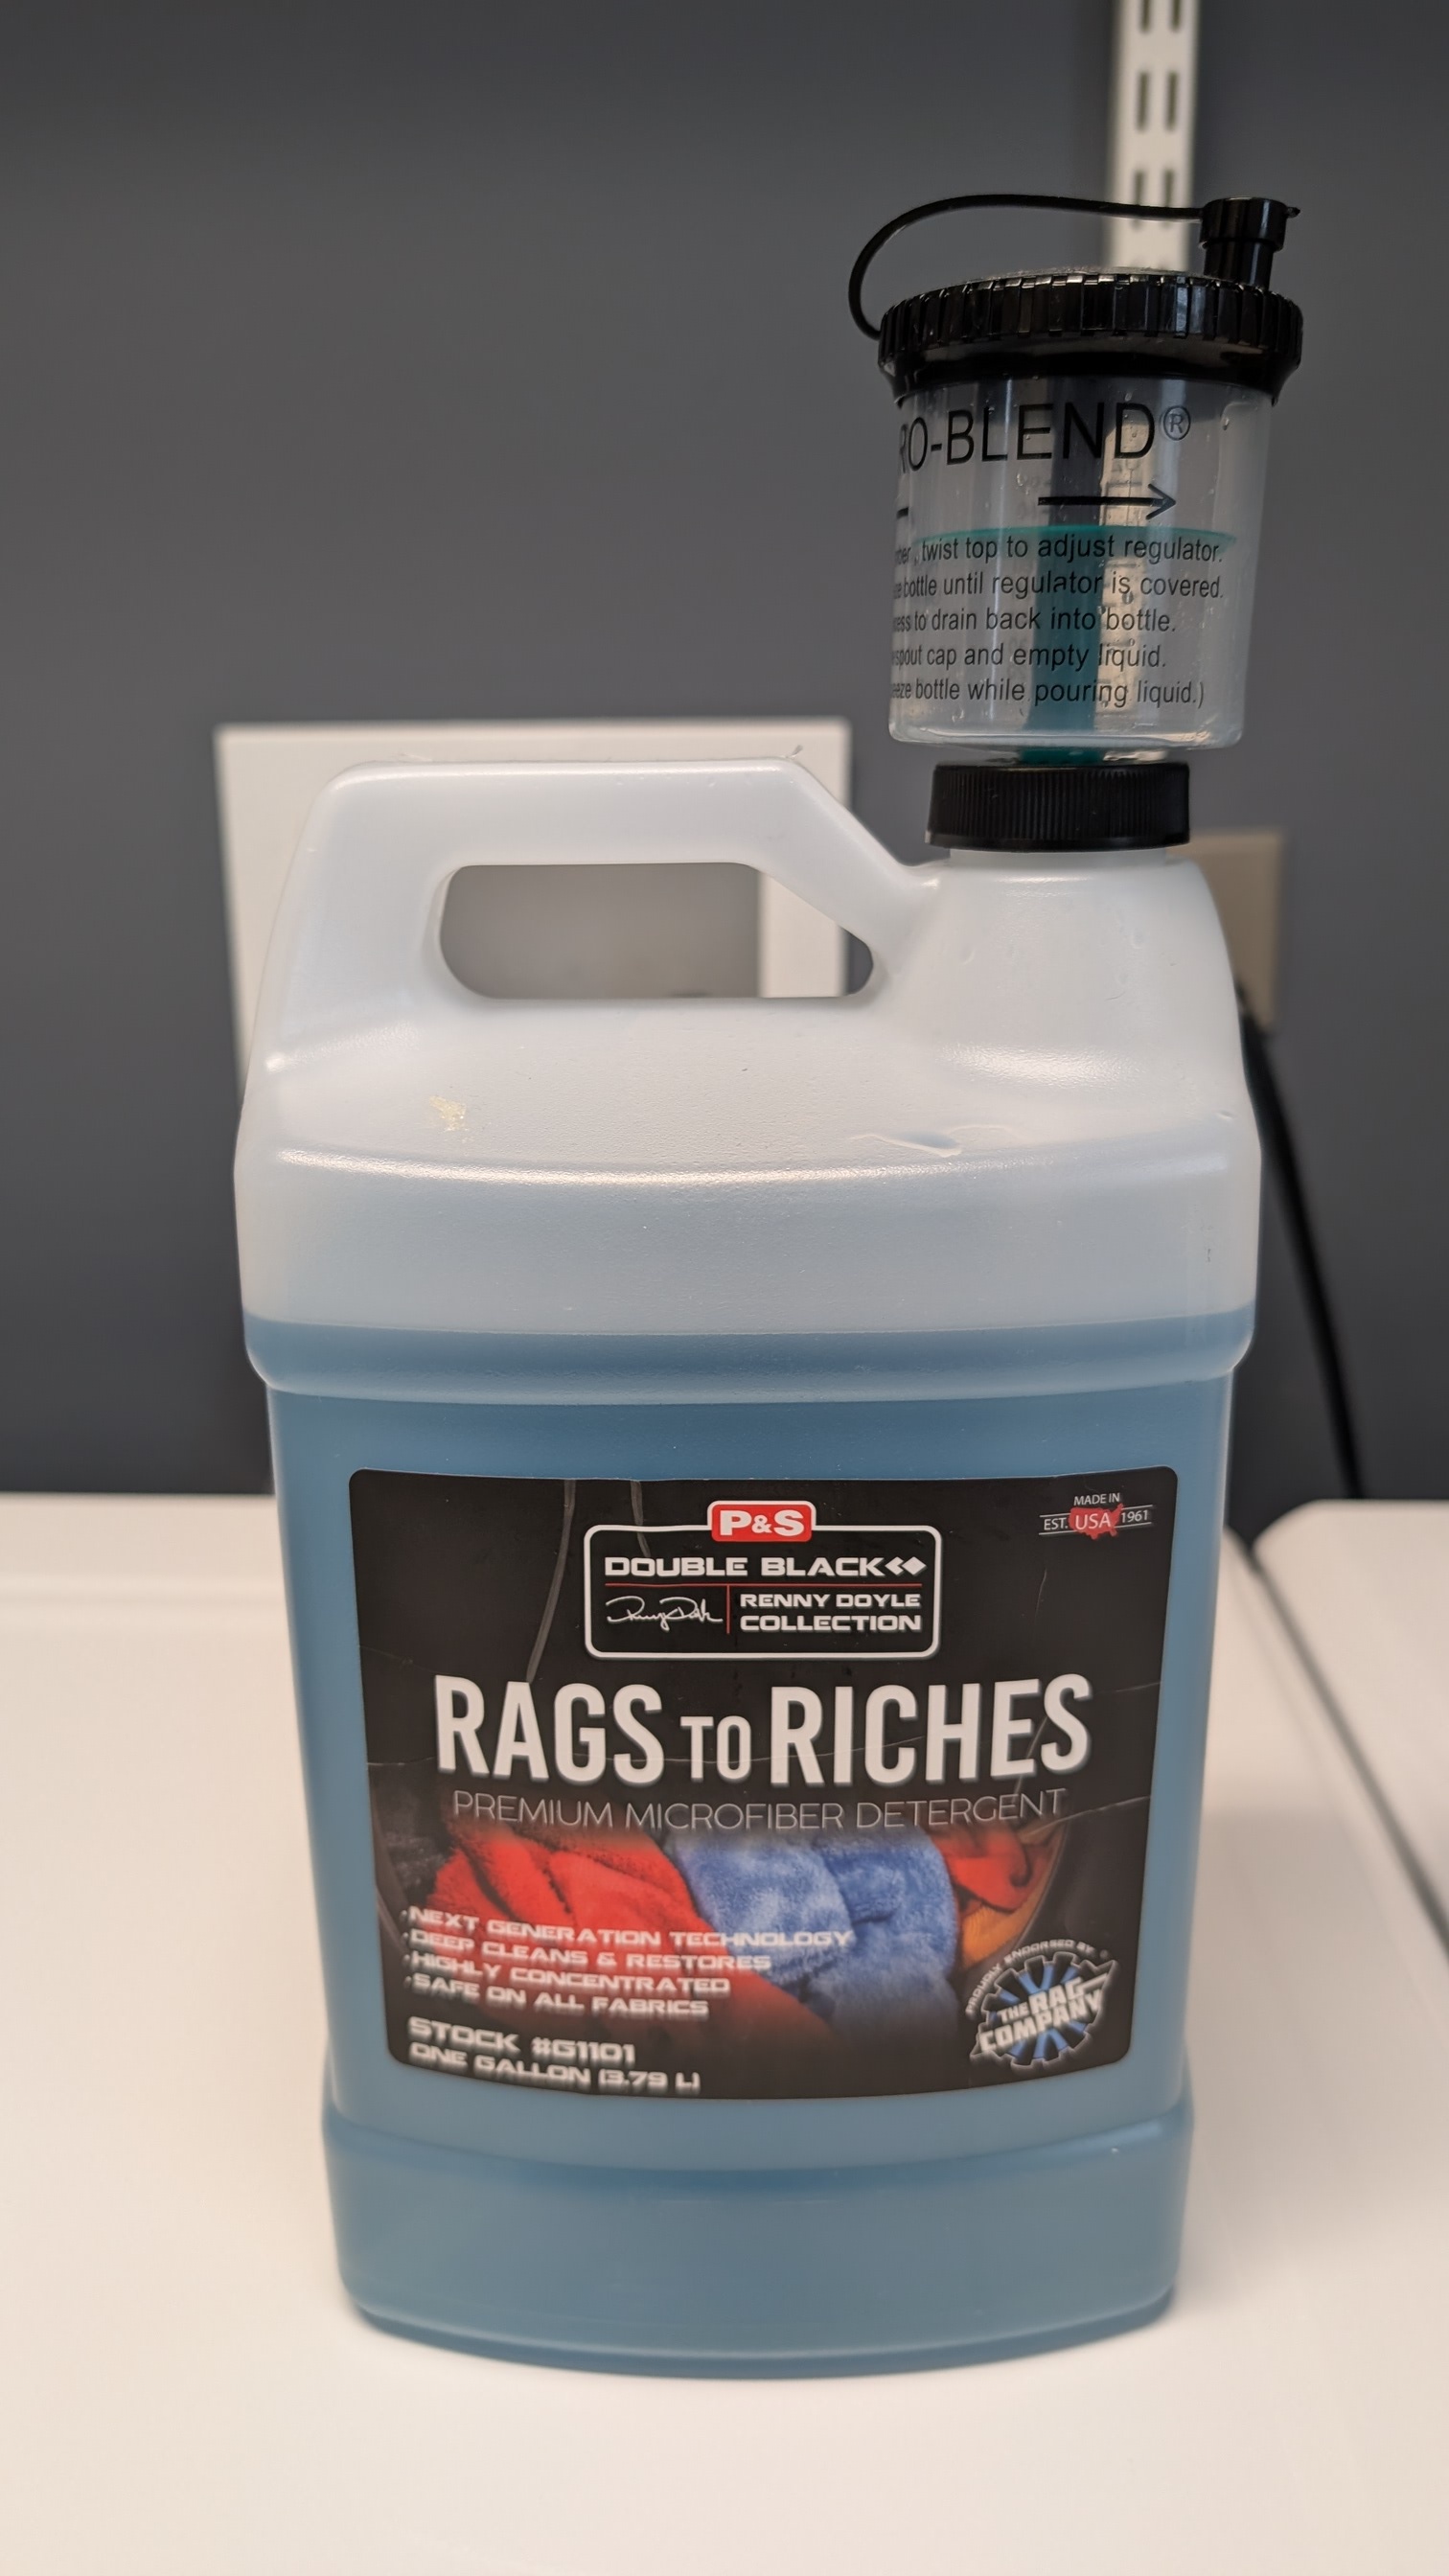 RO-BLEND®
twist top to adjust regulator.
bottle until regulator is covered.
to drain back into bottle.
spout cap and empty liquid.
bottle while pouring liquid.)
P&S
DOUBLE BLACK
RENNY DOYLE
COLLECTION
MADE IN
EST. USA 1961
RAGS TO RICHES
PREMIUM MICROFIBER DETERGENT
·NEXT GENERATION TECHNOLOGY
·DEEP CLEANS & RESTORES
·HIGHLY CONCENTRATED
·SAFE ON ALL FABRICS
STOCK #G1101
ONE GALLON (3.79 L)
PROUDLY ENDORSED BY
THE RAG
COMPANY
®